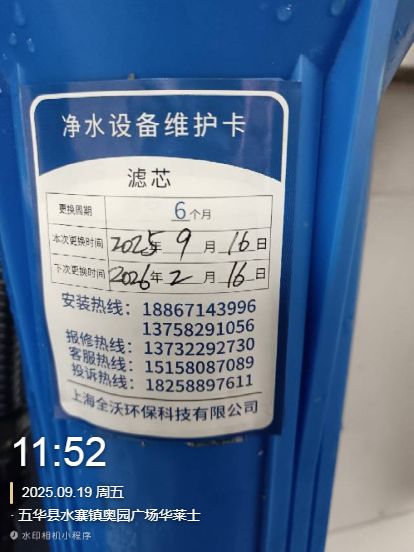 净水设备维护卡
滤芯
更换周期 6个月
本次更换时间 2025年 9月 16日
下次更换时间 2026年 2月 16日
安装热线：18867143996
13758291056
报修热线：13732292730
客服热线：15158087089
投诉热线：18258897611
上海全沃环保科技有限公司
11:52
2025.09.19 周五
· 五华县水寨镇奥园广场华莱士
水印相机小程序